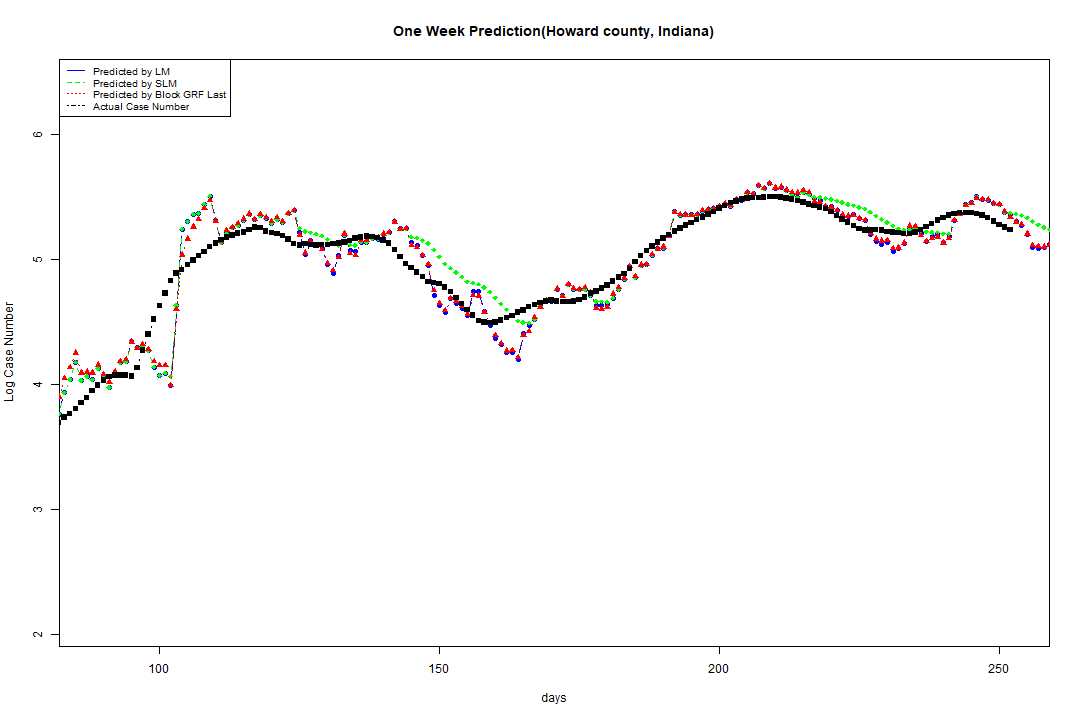 One Week Prediction(Howard county, Indiana)
Predicted by LM
Predicted by SLM
Predicted by Block GRF Last
Actual Case Number
6
5
4
3
2
Log Case Number
100 150 200 250
days